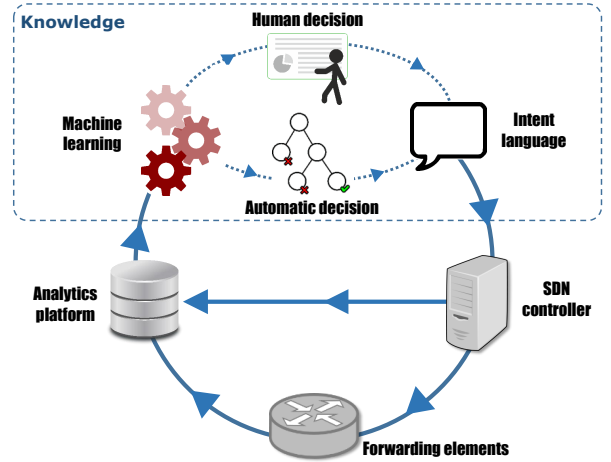 Knowledge
Human decision
Machine
learning
Intent
language
Automatic decision
Analytics
platform
SDN
controller
Forwarding elements